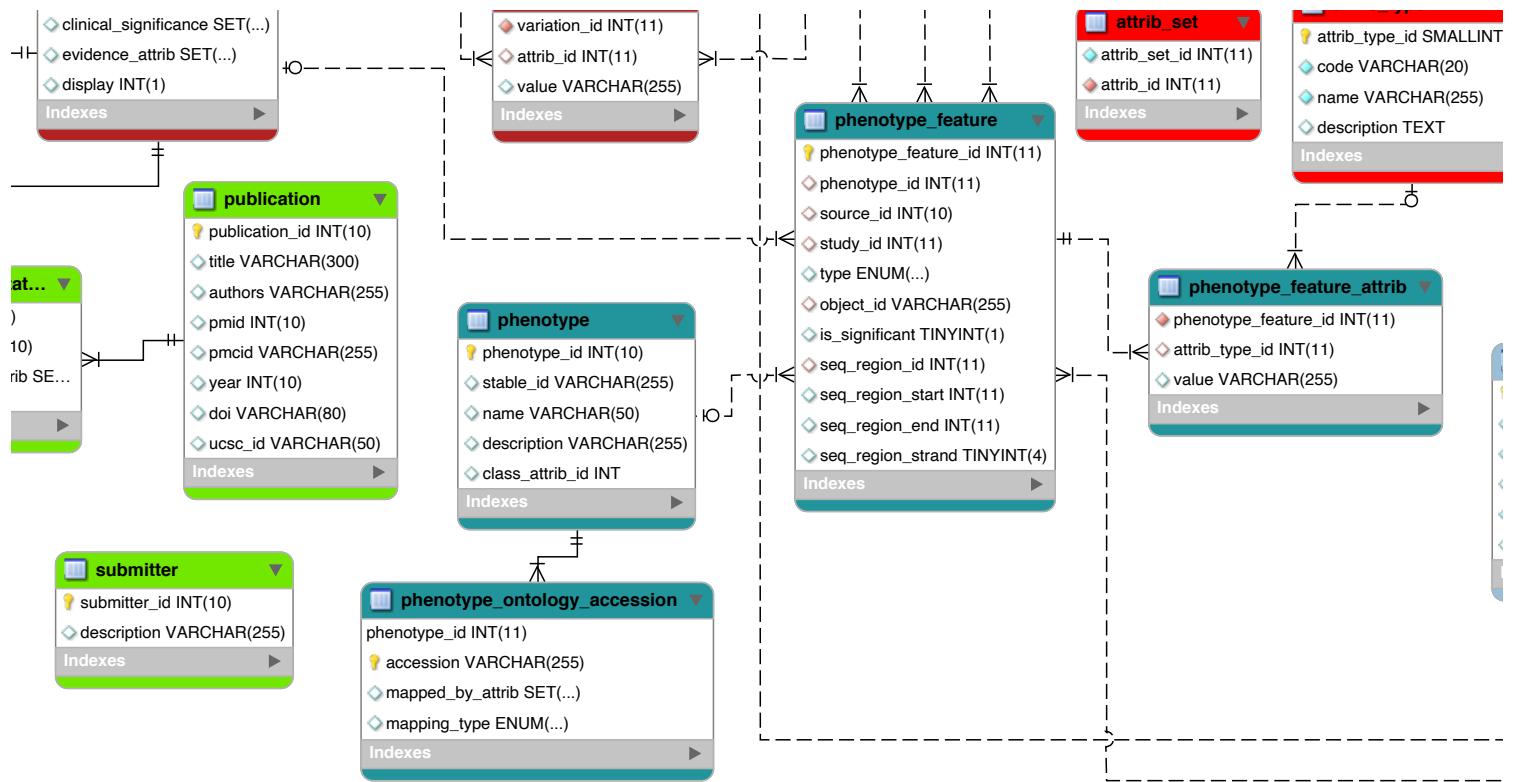 clinical_significance SET(...)
evidence_attrib SET(...)
display INT(1)
Indexes
variation_id INT(11)
attrib_id INT(11)
value VARCHAR(255)
Indexes
attrib_set
attrib_set_id INT(11)
attrib_id INT(11)
Indexes
attrib_type_id SMALLINT
code VARCHAR(20)
name VARCHAR(255)
description TEXT
Indexes
publication
publication_id INT(10)
title VARCHAR(300)
authors VARCHAR(255)
pmid INT(10)
pmcid VARCHAR(255)
year INT(10)
doi VARCHAR(80)
ucsc_id VARCHAR(50)
Indexes
tat...
)
10)
rib SE...
phenotype
phenotype_id INT(10)
stable_id VARCHAR(255)
name VARCHAR(50)
description VARCHAR(255)
class_attrib_id INT
Indexes
phenotype_feature
phenotype_feature_id INT(11)
phenotype_id INT(11)
source_id INT(10)
study_id INT(11)
type ENUM(...)
object_id VARCHAR(255)
is_significant TINYINT(1)
seq_region_id INT(11)
seq_region_start INT(11)
seq_region_end INT(11)
seq_region_strand TINYINT(4)
Indexes
phenotype_feature_attrib
phenotype_feature_id INT(11)
attrib_type_id INT(11)
value VARCHAR(255)
Indexes
submitter
submitter_id INT(10)
description VARCHAR(255)
Indexes
phenotype_ontology_accession
phenotype_id INT(11)
accession VARCHAR(255)
mapped_by_attrib SET(...)
mapping_type ENUM(...)
Indexes